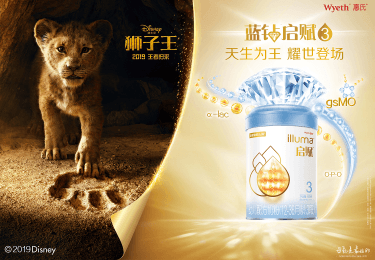 Wyeth 惠氏
DISNEY
狮子王
2019 王者归来
蓝钻启赋3
天生为王 耀世登场
α-lac
gsMO
OPO
illuma
启赋
3
©2019Disney